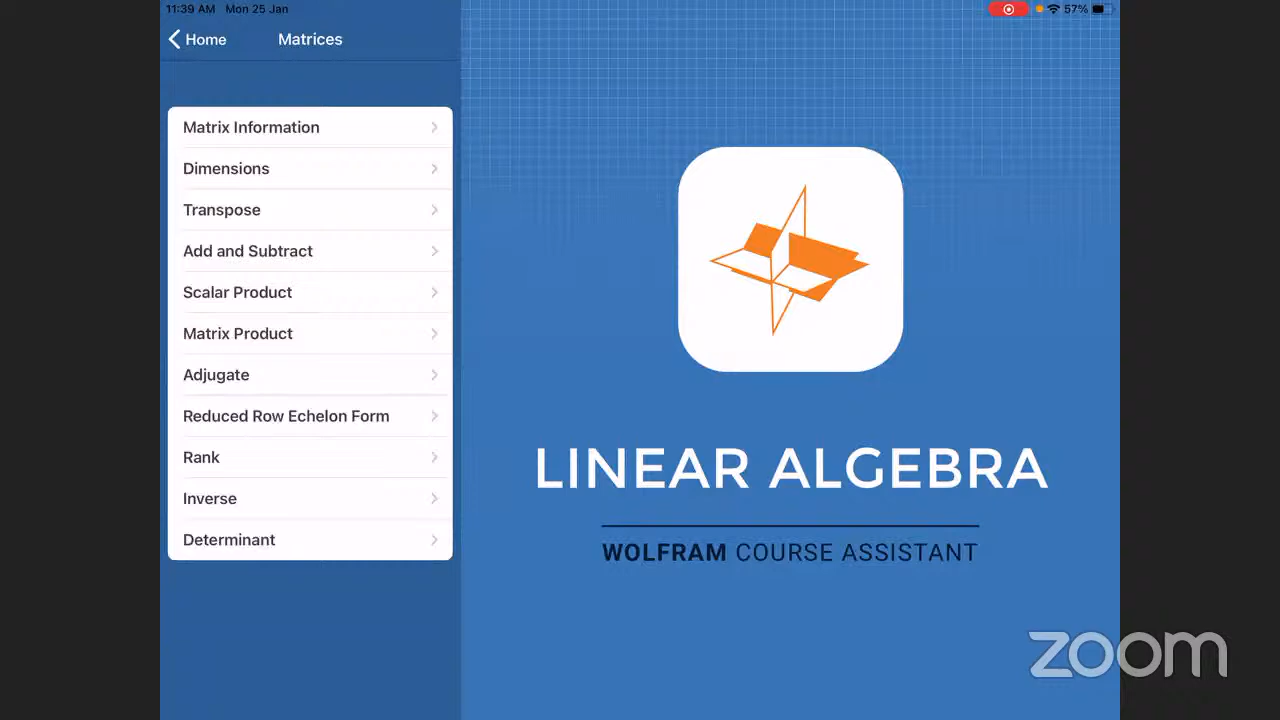 11:39 AM Mon 25 Jan
57%
Home
Matrices
Matrix Information
Dimensions
Transpose
Add and Subtract
Scalar Product
Matrix Product
Adjugate
Reduced Row Echelon Form
Rank
Inverse
Determinant
LINEAR ALGEBRA
WOLFRAM COURSE ASSISTANT
zoom